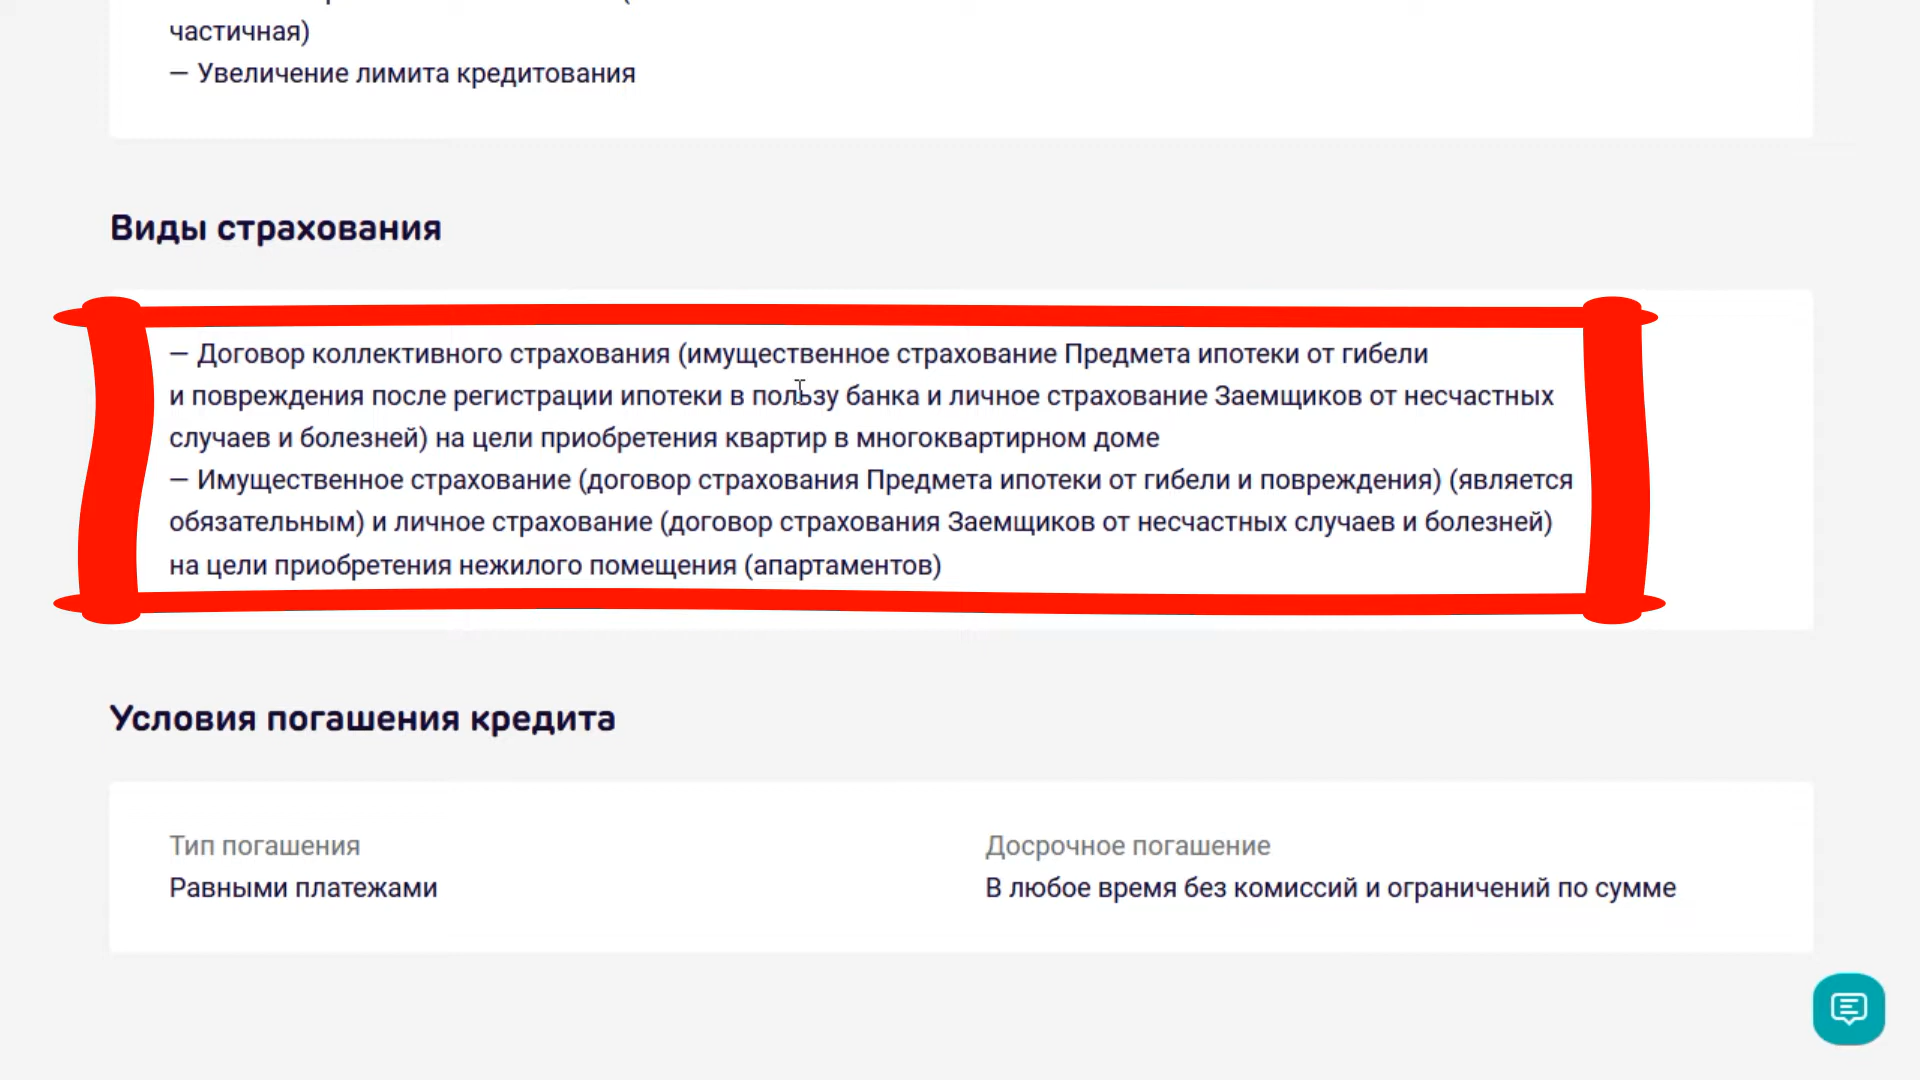 частичная)
— Увеличение лимита кредитования
Виды страхования
— Договор коллективного страхования (имущественное страхование Предмета ипотеки от гибели
и повреждения после регистрации ипотеки в пользу банка и личное страхование Заемщиков от несчастных
случаев и болезней) на цели приобретения квартир в многоквартирном доме
— Имущественное страхование (договор страхования Предмета ипотеки от гибели и повреждения) (является
обязательным) и личное страхование (договор страхования Заемщиков от несчастных случаев и болезней)
на цели приобретения нежилого помещения (апартаментов)
Условия погашения кредита
Тип погашения
Равными платежами
Досрочное погашение
В любое время без комиссий и ограничений по сумме